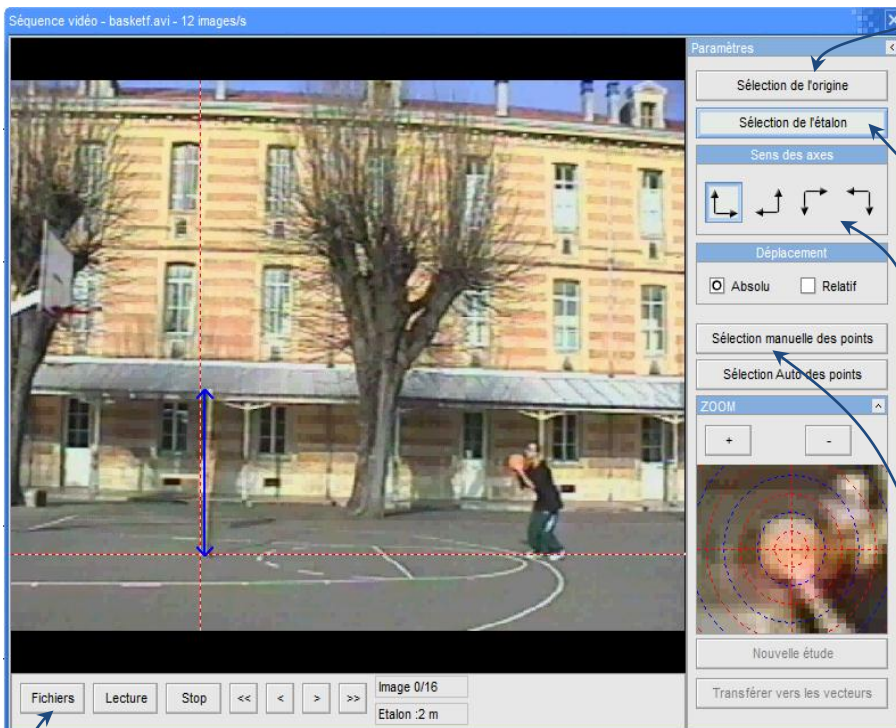 Séquence vidéo - basketf.avi - 12 images/s
Paramètres
Sélection de l'origine
Sélection de l'étalon
Sens des axes
Déplacement
Absolu
Relatif
Sélection manuelle des points
Sélection Auto des points
ZOOM
+
-
Nouvelle étude
Transférer vers les vecteurs
Fichiers
Lecture
Stop
<<
<
>
>>
Image 0/16
Etalon :2 m